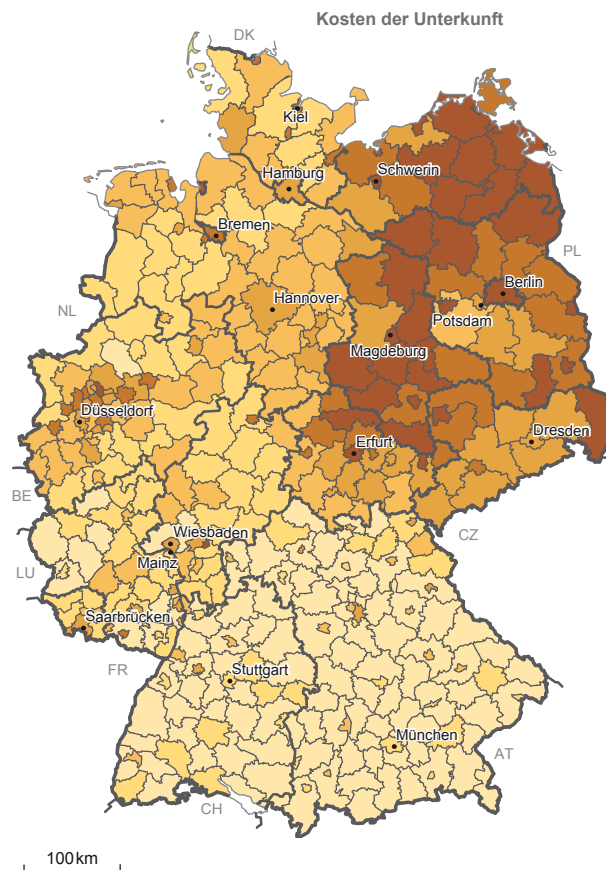 Kosten der Unterkunft
DK
Kiel
Hamburg
Schwerin
Bremen
PL
Berlin
NL
Hannover
Potsdam
Magdeburg
Düsseldorf
Dresden
Erfurt
BE
Wiesbaden
CZ
Mainz
LU
Saarbrücken
FR
Stuttgart
München
AT
CH
100 km